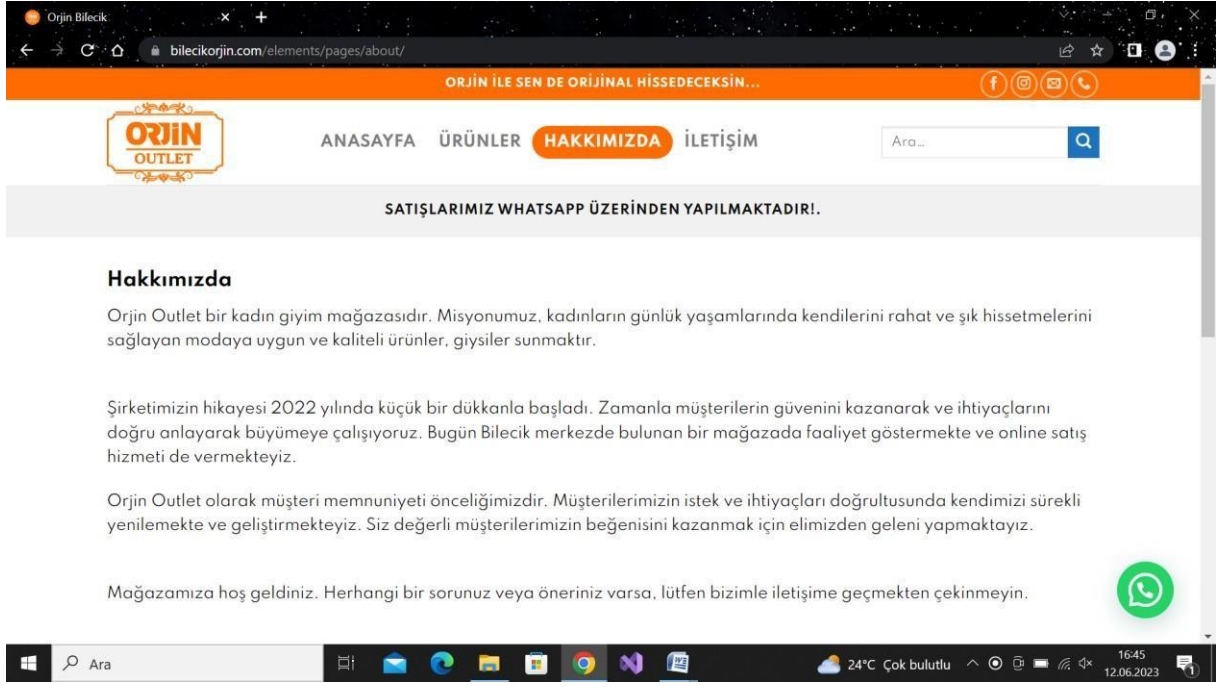 Orjin Bilecik
bilecikorjin.com/elements/pages/about/
ORJİN İLE SEN DE ORİJİNAL HİSSEDECEKSİN...
ORJİN
OUTLET
ANASAYFA ÜRÜNLER HAKKIMIZDA İLETİŞİM
Ara...
SATIŞLARIMIZ WHATSAPP ÜZERİNDEN YAPILMAKTADIR!.
Hakkımızda
Orjin Outlet bir kadın giyim mağazasıdır. Misyonumuz, kadınların günlük yaşamlarında kendilerini rahat ve şık hissetmelerini
sağlayan modaya uygun ve kaliteli ürünler, giysiler sunmaktır.
Şirketimizin hikayesi 2022 yılında küçük bir dükkanla başladı. Zamanla müşterilerin güvenini kazanarak ve ihtiyaçlarını
doğru anlayarak büyümeye çalışıyoruz. Bugün Bilecik merkezde bulunan bir mağazada faaliyet göstermekte ve online satış
hizmeti de vermekteyiz.
Orjin Outlet olarak müşteri memnuniyeti önceliğimizdir. Müşterilerimizin istek ve ihtiyaçları doğrultusunda kendimizi sürekli
yenilemekte ve geliştirmekteyiz. Siz değerli müşterilerimizin beğenisini kazanmak için elimizden geleni yapmaktayız.
Mağazamıza hoş geldiniz. Herhangi bir sorunuz veya öneriniz varsa, lütfen bizimle iletişime geçmekten çekinmeyin.
Ara
24°C Çok bulutlu
16:45
12.06.2023
1